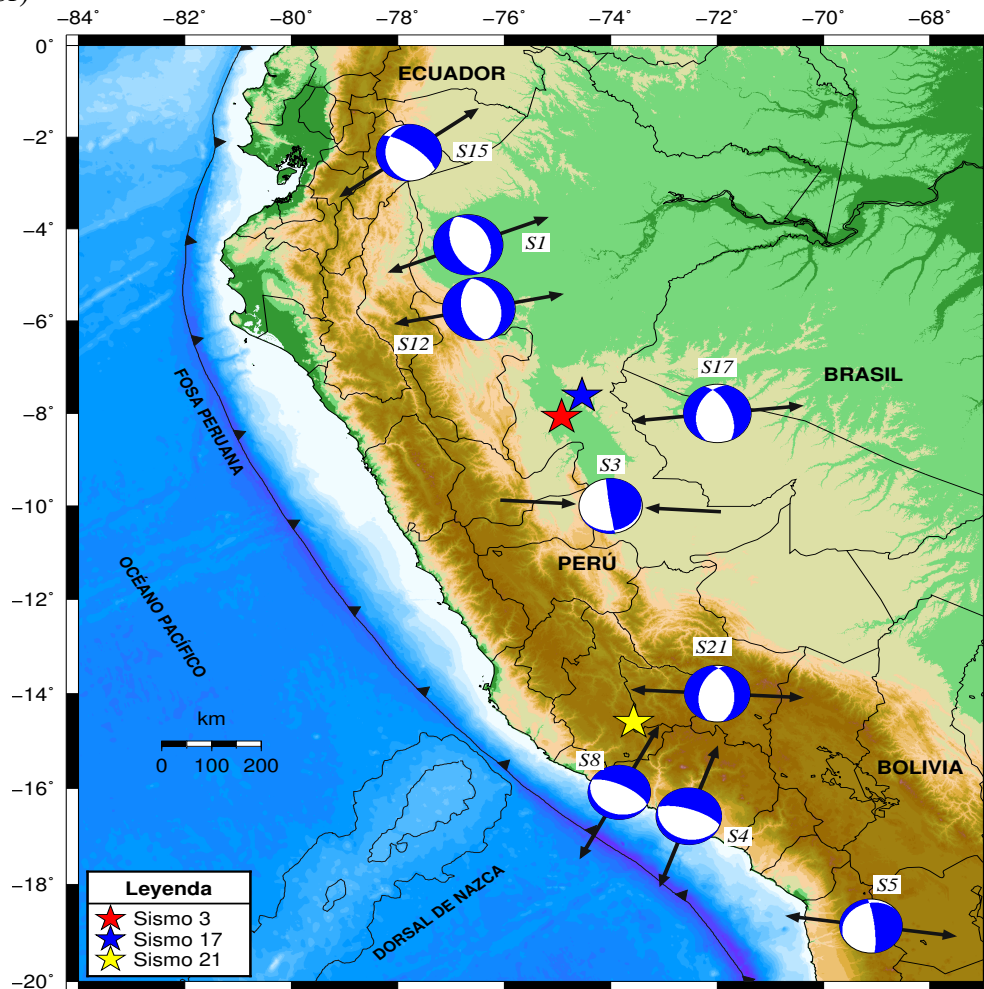 −84 −82 −80 −78 −76 −74 −72 −70 −68
0˚
ECUADOR
S15
−2˚
−4˚
S1
−6˚
S12
S17
BRASIL
FOSA PERUANA
−8˚
S3
−10˚
PERÚ
OCÉANO PACÍFICO
−12˚
S21
−14˚
km
0 100 200
S8
BOLIVIA
−16˚
S4
S5
−18˚
DORSAL DE NAZCA
Leyenda
Sismo 3
Sismo 17
Sismo 21
−20˚